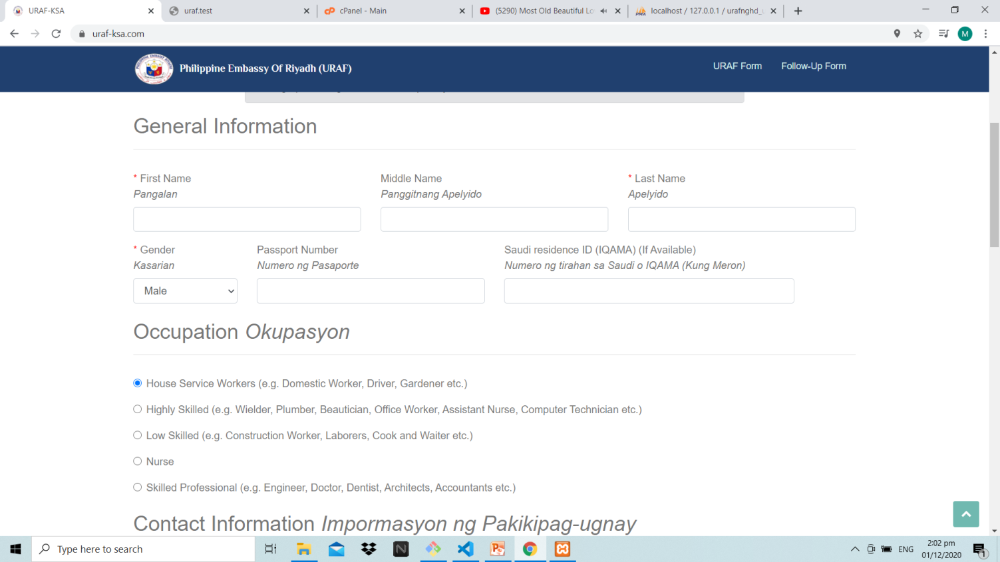 URAF-KSA
uraf.test
cPanel - Main
(5290) Most Old Beautiful Lo
localhost / 127.0.0.1 / urafnghd_u
uraf-ksa.com
M
Philippine Embassy Of Riyadh (URAF)
URAF Form
Follow-Up Form
General Information
* First Name
Pangalan
Middle Name
Panggitnang Apelyido
* Last Name
Apelyido
* Gender
Kasarian
Male
Passport Number
Numero ng Pasaporte
Saudi residence ID (IQAMA) (If Available)
Numero ng tirahan sa Saudi o IQAMA (Kung Meron)
Occupation Okupasyon
House Service Workers (e.g. Domestic Worker, Driver, Gardener etc.)
Highly Skilled (e.g. Wielder, Plumber, Beautician, Office Worker, Assistant Nurse, Computer Technician etc.)
Low Skilled (e.g. Construction Worker, Laborers, Cook and Waiter etc.)
Nurse
Skilled Professional (e.g. Engineer, Doctor, Dentist, Architects, Accountants etc.)
Contact Information Impormasyon ng Pakikipag-ugnay
Type here to search
ENG
2:02 pm
01/12/2020
1